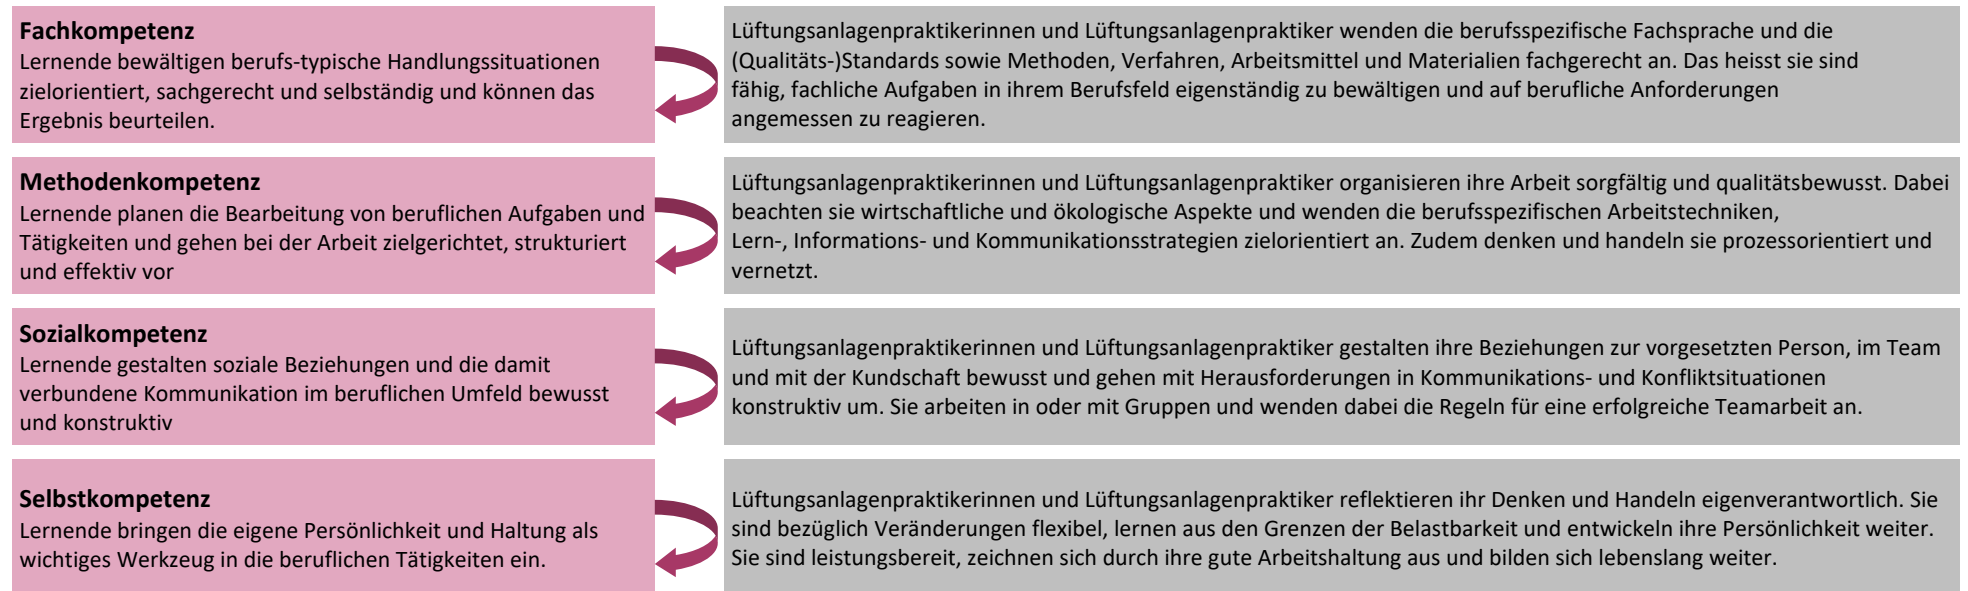 Fachkompetenz
Lernende bewältigen berufs-typische Handlungssituationen
zielorientiert, sachgerecht und selbständig und können das
Ergebnis beurteilen.
Lüftungsanlagenpraktikerinnen und Lüftungsanlagenpraktiker wenden die berufsspezifische Fachsprache und die
(Qualitäts-)Standards sowie Methoden, Verfahren, Arbeitsmittel und Materialien fachgerecht an. Das heisst sie sind
fähig, fachliche Aufgaben in ihrem Berufsfeld eigenständig zu bewältigen und auf berufliche Anforderungen
angemessen zu reagieren.
Methodenkompetenz
Lernende planen die Bearbeitung von beruflichen Aufgaben und
Tätigkeiten und gehen bei der Arbeit zielgerichtet, strukturiert
und effektiv vor
Lüftungsanlagenpraktikerinnen und Lüftungsanlagenpraktiker organisieren ihre Arbeit sorgfältig und qualitätsbewusst. Dabei
beachten sie wirtschaftliche und ökologische Aspekte und wenden die berufsspezifischen Arbeitstechniken,
Lern-, Informations- und Kommunikationsstrategien zielorientiert an. Zudem denken und handeln sie prozessorientiert und
vernetzt.
Sozialkompetenz
Lernende gestalten soziale Beziehungen und die damit
verbundene Kommunikation im beruflichen Umfeld bewusst
und konstruktiv
Lüftungsanlagenpraktikerinnen und Lüftungsanlagenpraktiker gestalten ihre Beziehungen zur vorgesetzten Person, im Team
und mit der Kundschaft bewusst und gehen mit Herausforderungen in Kommunikations- und Konfliktsituationen
konstruktiv um. Sie arbeiten in oder mit Gruppen und wenden dabei die Regeln für eine erfolgreiche Teamarbeit an.
Selbstkompetenz
Lernende bringen die eigene Persönlichkeit und Haltung als
wichtiges Werkzeug in die beruflichen Tätigkeiten ein.
Lüftungsanlagenpraktikerinnen und Lüftungsanlagenpraktiker reflektieren ihr Denken und Handeln eigenverantwortlich. Sie
sind bezüglich Veränderungen flexibel, lernen aus den Grenzen der Belastbarkeit und entwickeln ihre Persönlichkeit weiter.
Sie sind leistungsbereit, zeichnen sich durch ihre gute Arbeitshaltung aus und bilden sich lebenslang weiter.